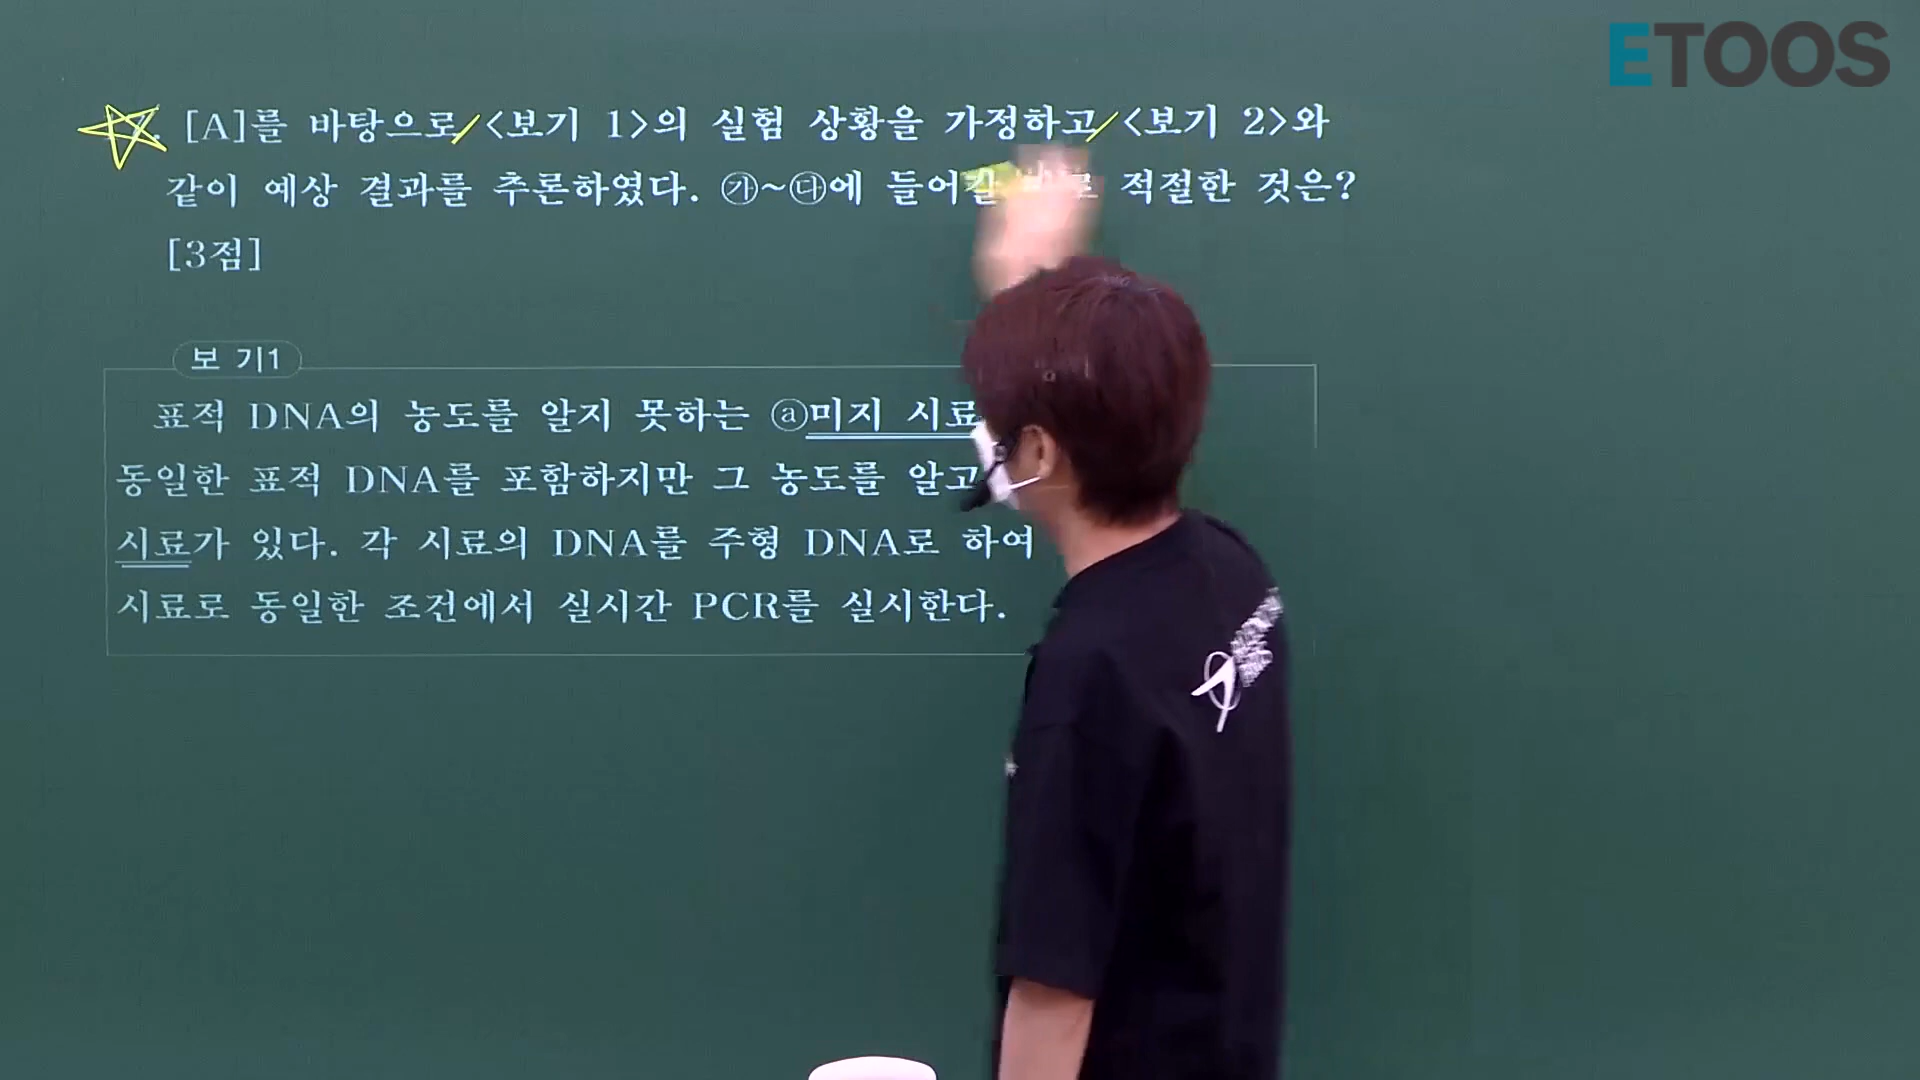 ETOOS
[A]를 바탕으로 <보기 1>의 실험 상황을 가정하고 <보기 2>와
같이 예상 결과를 추론하였다. ㉮~㉰에 들어갈 적절한 것은?
[3점]
보 기1
표적 DNA의 농도를 알지 못하는 ⓐ미지 시료
동일한 표적 DNA를 포함하지만 그 농도를 알고
시료가 있다. 각 시료의 DNA를 주형 DNA로 하여
시료로 동일한 조건에서 실시간 PCR를 실시한다.